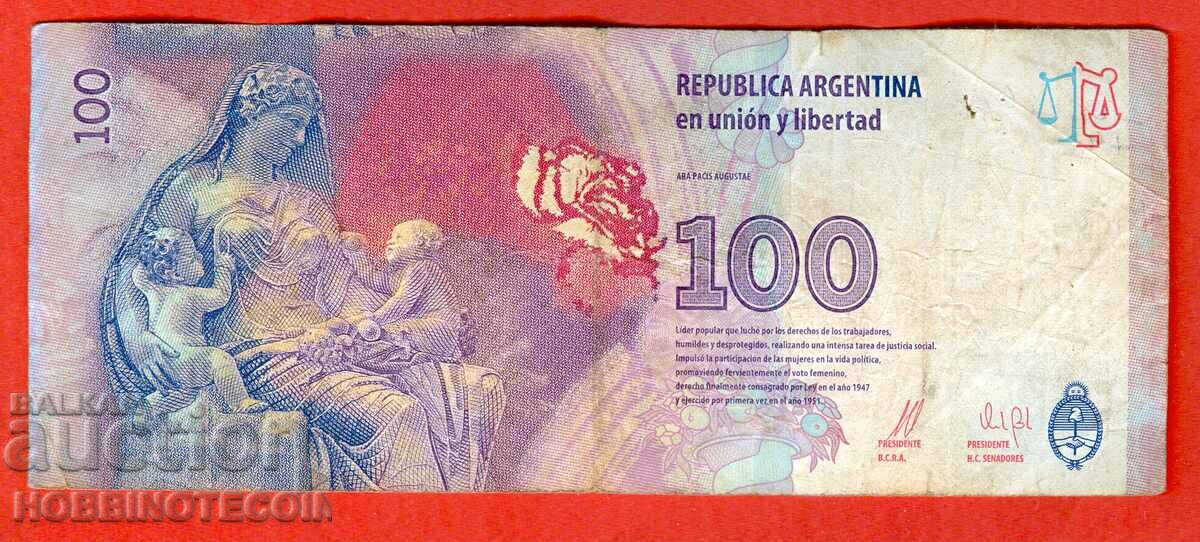 100
REPUBLICA ARGENTINA
en unión y libertad
ARA PACIS AUGUSTAE
100
Líder popular que luchó por los derechos de los trabajadores,
humildes y desprotegidos, realizando una intensa tarea de justicia social.
Impulsó la participación de las mujeres en la vida política,
promoviendo fervientemente el voto femenino,
derecho finalmente consagrado por Ley en el año 1947
y ejercido por primera vez en el año 1951.
PRESIDENTE
B.C.R.A.
PRESIDENTE
H.C. SENADORES
BALKAN
auction
HOBBINOTECOIN